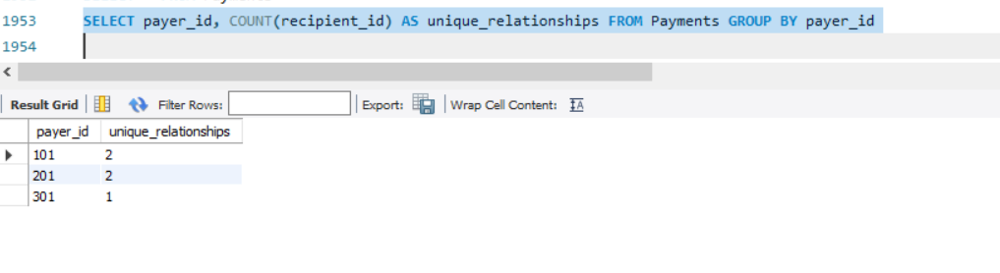 1953 SELECT payer_id, COUNT(recipient_id) AS unique_relationships FROM Payments GROUP BY payer_id
1954
Result Grid Filter Rows: Export: Wrap Cell Content:
payer_id unique_relationships
101 2
201 2
301 1